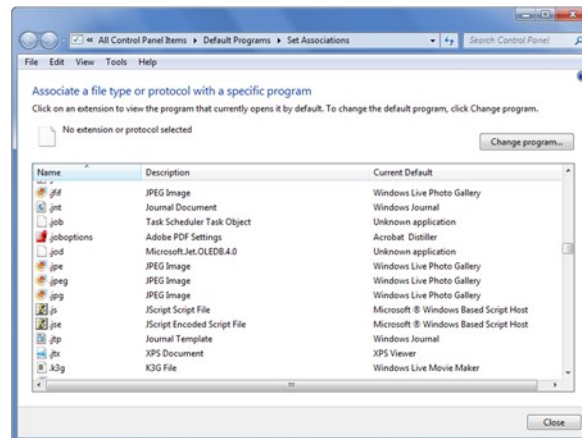 « All Control Panel Items ▸ Default Programs ▸ Set Associations Search Control Panel
File Edit View Tools Help
Associate a file type or protocol with a specific program
Click on an extension to view the program that currently opens it by default. To change the default program, click Change program.
No extension or protocol selected
Change program...
Name Description Current Default
.jfif JPEG Image Windows Live Photo Gallery
.jnt Journal Document Windows Journal
.job Task Scheduler Task Object Unknown application
.joboptions Adobe PDF Settings Acrobat Distiller
.jod Microsoft.Jet.OLEDB.4.0 Unknown application
.jpe JPEG Image Windows Live Photo Gallery
.jpeg JPEG Image Windows Live Photo Gallery
.jpg JPEG Image Windows Live Photo Gallery
.js JScript Script File Microsoft ® Windows Based Script Host
.jse JScript Encoded Script File Microsoft ® Windows Based Script Host
.jtp Journal Template Windows Journal
.jtx XPS Document XPS Viewer
.k3g K3G File Windows Live Movie Maker
Close